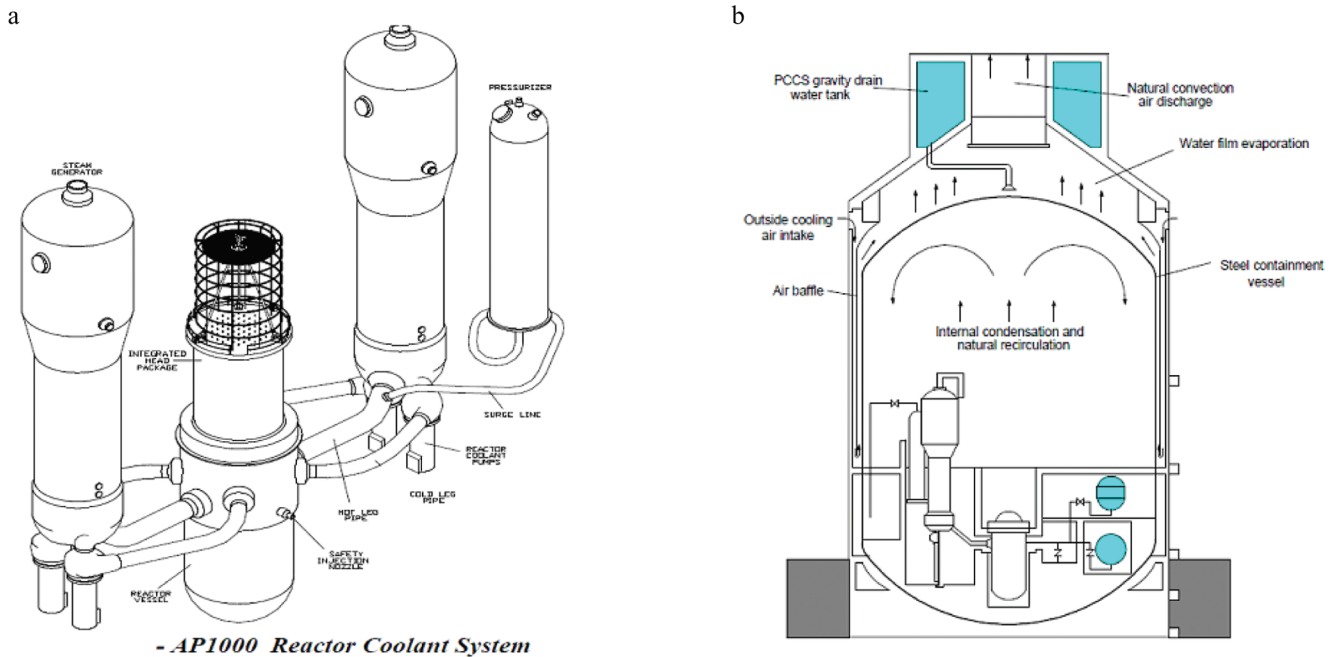 a
STEAM
GENERATOR
PRESSURIZER
INTEGRATED
HEAD
PACKAGE
SURGE LINE
REACTOR
COOLANT
PUMPS
COLD LEG
PIPE
HOT LEG
PIPE
SAFETY
INJECTION
NOZZLE
REACTOR
VESSEL
- AP1000 Reactor Coolant System
b
PCCS gravity drain
water tank
Natural convection
air discharge
Water film evaporation
Outside cooling
air intake
Steel containment
vessel
Air baffle
Internal condensation and
natural recirculation